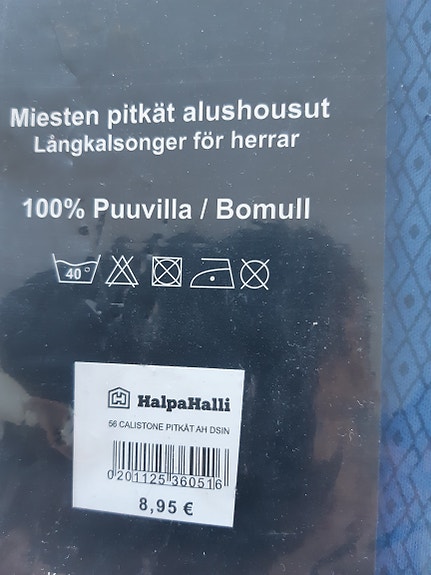 Miesten pitkät alushousut
Långkalsonger för herrar
100% Puuvilla / Bomull
40°
HalpaHalli
56 CALISTONE PITKÄT AH DSIN
0201125360516
8,95 €